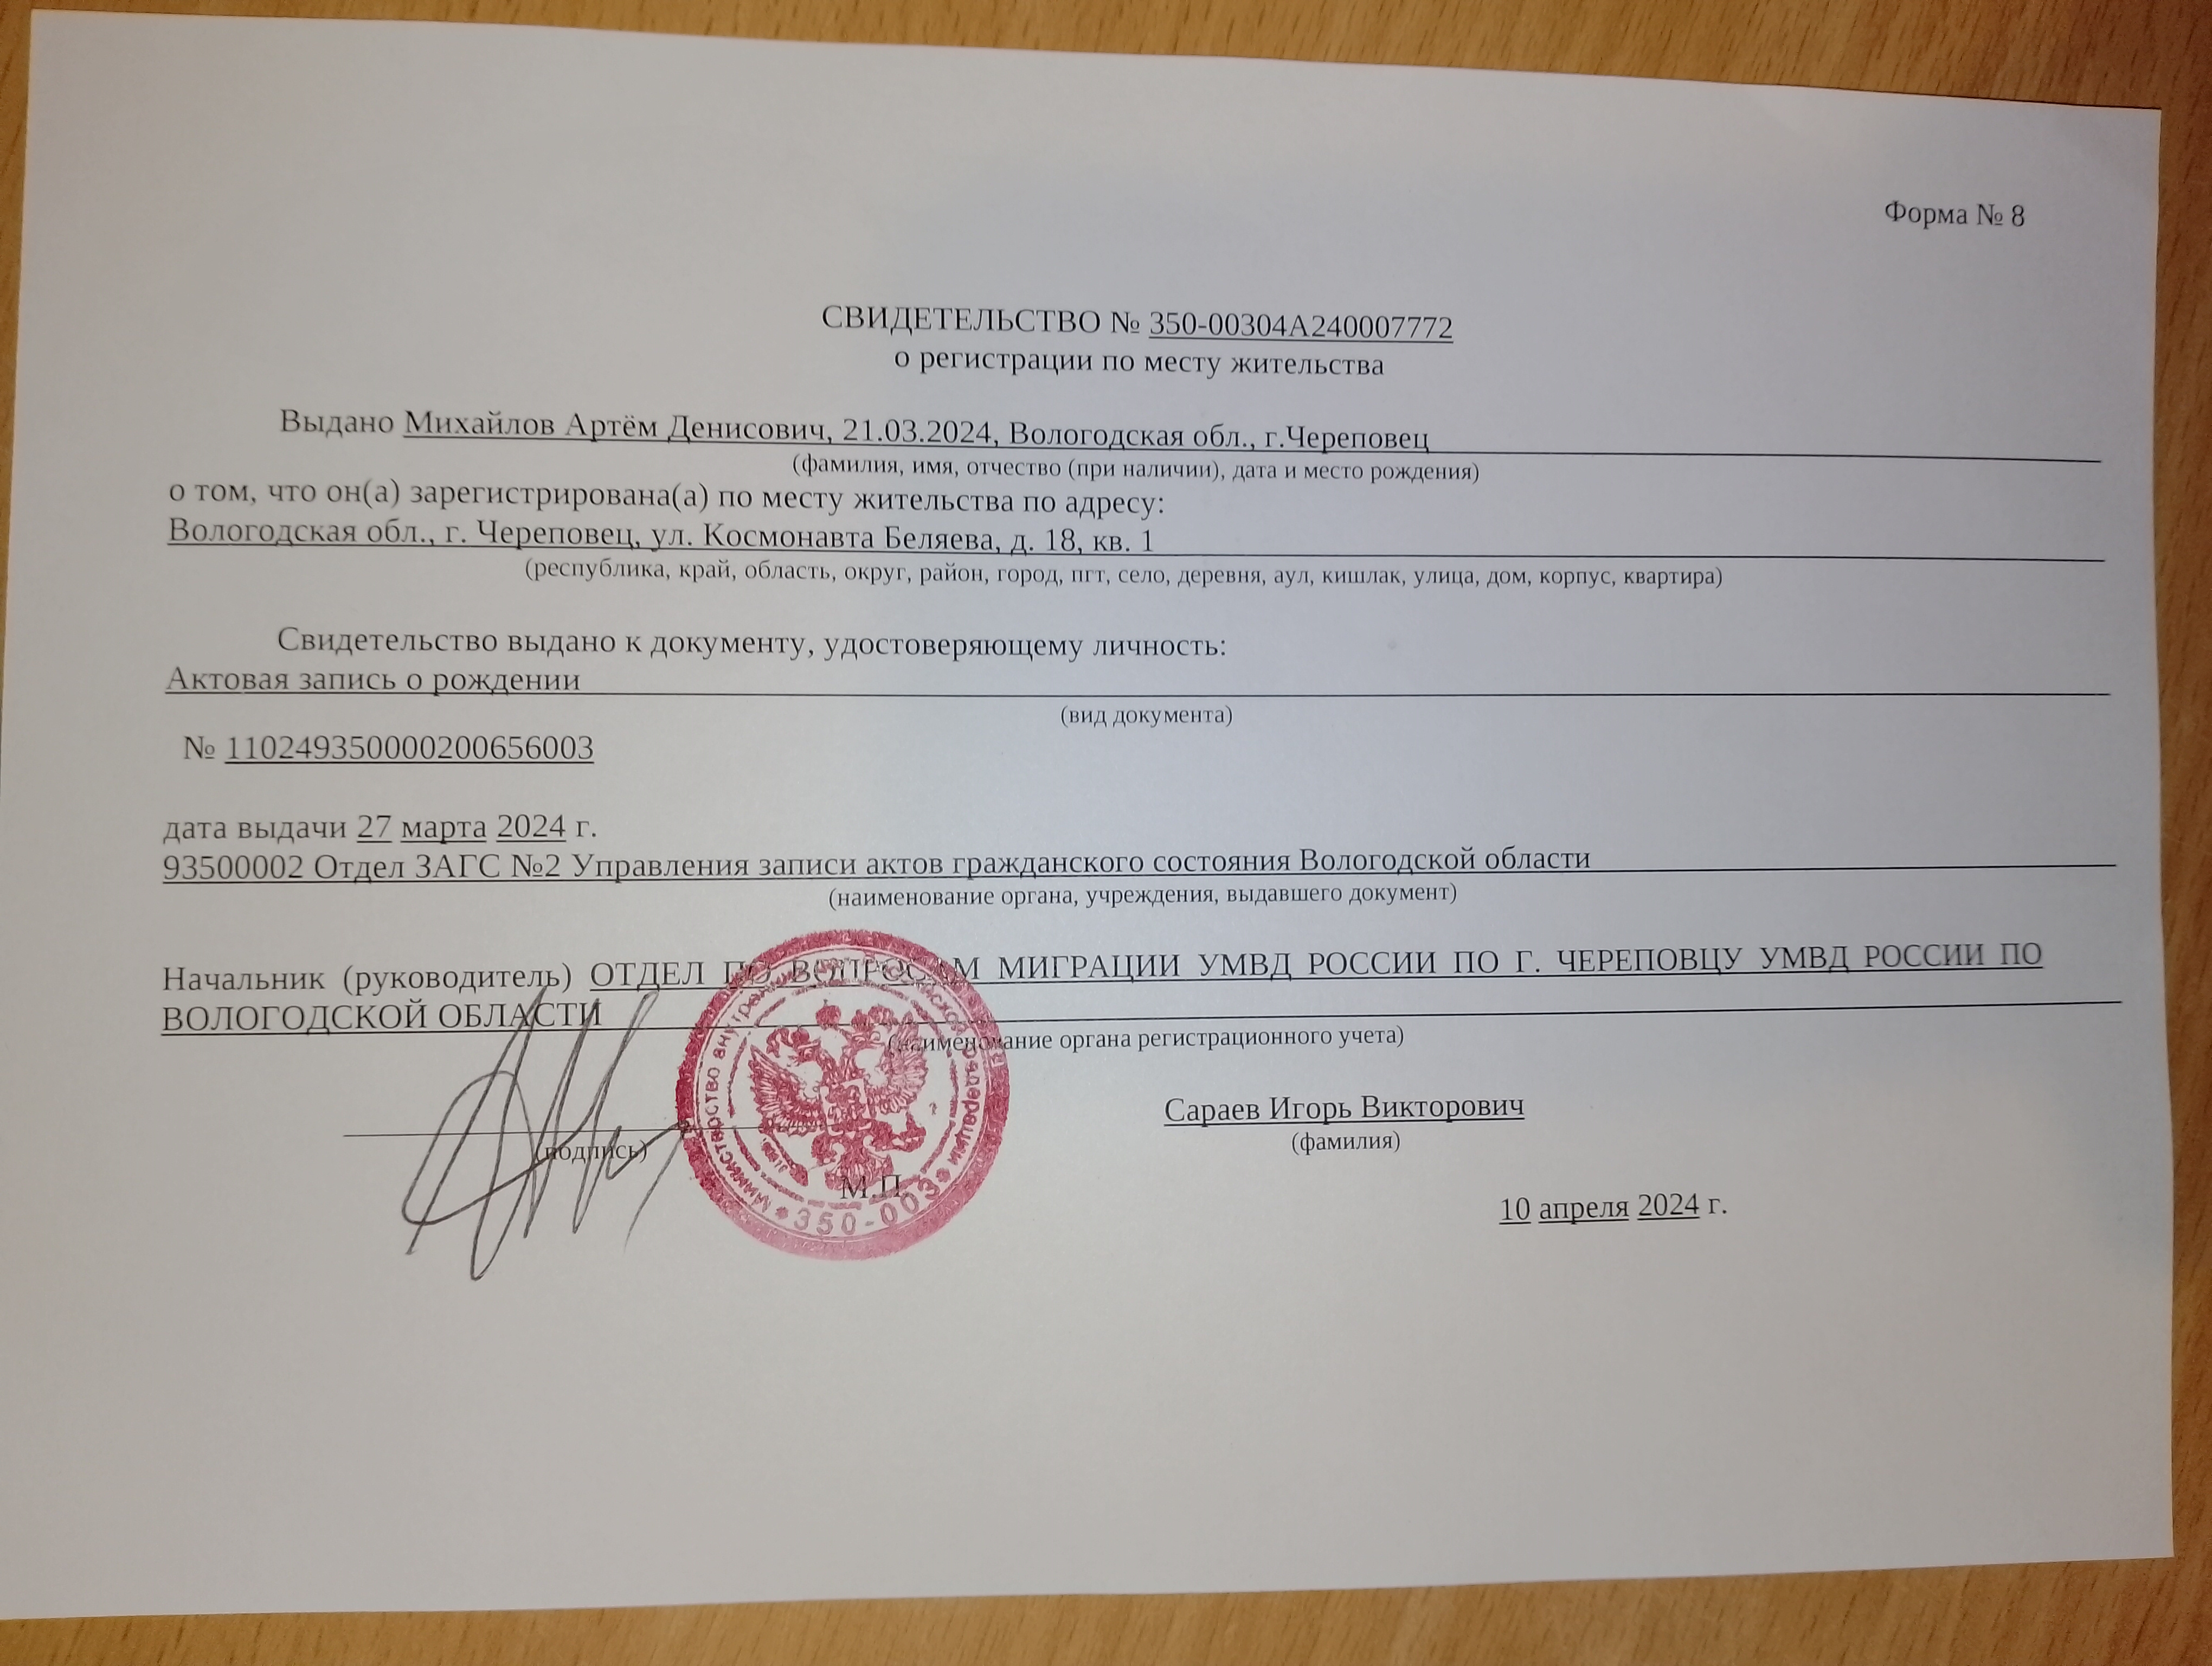 Форма № 8
СВИДЕТЕЛЬСТВО № 350-00304А240007772
о регистрации по месту жительства
Выдано Михайлов Артём Денисович, 21.03.2024, Вологодская обл., г.Череповец
(фамилия, имя, отчество (при наличии), дата и место рождения)
о том, что он(а) зарегистрирована(а) по месту жительства по адресу:
Вологодская обл., г. Череповец, ул. Космонавта Беляева, д. 18, кв. 1
(республика, край, область, округ, район, город, пгт, село, деревня, аул, кишлак, улица, дом, корпус, квартира)
Свидетельство выдано к документу, удостоверяющему личность:
Актовая запись о рождении
(вид документа)
№ 110249350000200656003
дата выдачи 27 марта 2024 г.
93500002 Отдел ЗАГС №2 Управления записи актов гражданского состояния Вологодской области
(наименование органа, учреждения, выдавшего документ)
Начальник (руководитель) ОТДЕЛ ПО ВОПРОСАМ МИГРАЦИИ УМВД РОССИИ ПО Г. ЧЕРЕПОВЦУ УМВД РОССИИ ПО
ВОЛОГОДСКОЙ ОБЛАСТИ
(наименование органа регистрационного учета)
Сараев Игорь Викторович
(подпись)
(фамилия)
М.П.
министерство
350-003
10 апреля 2024 г.